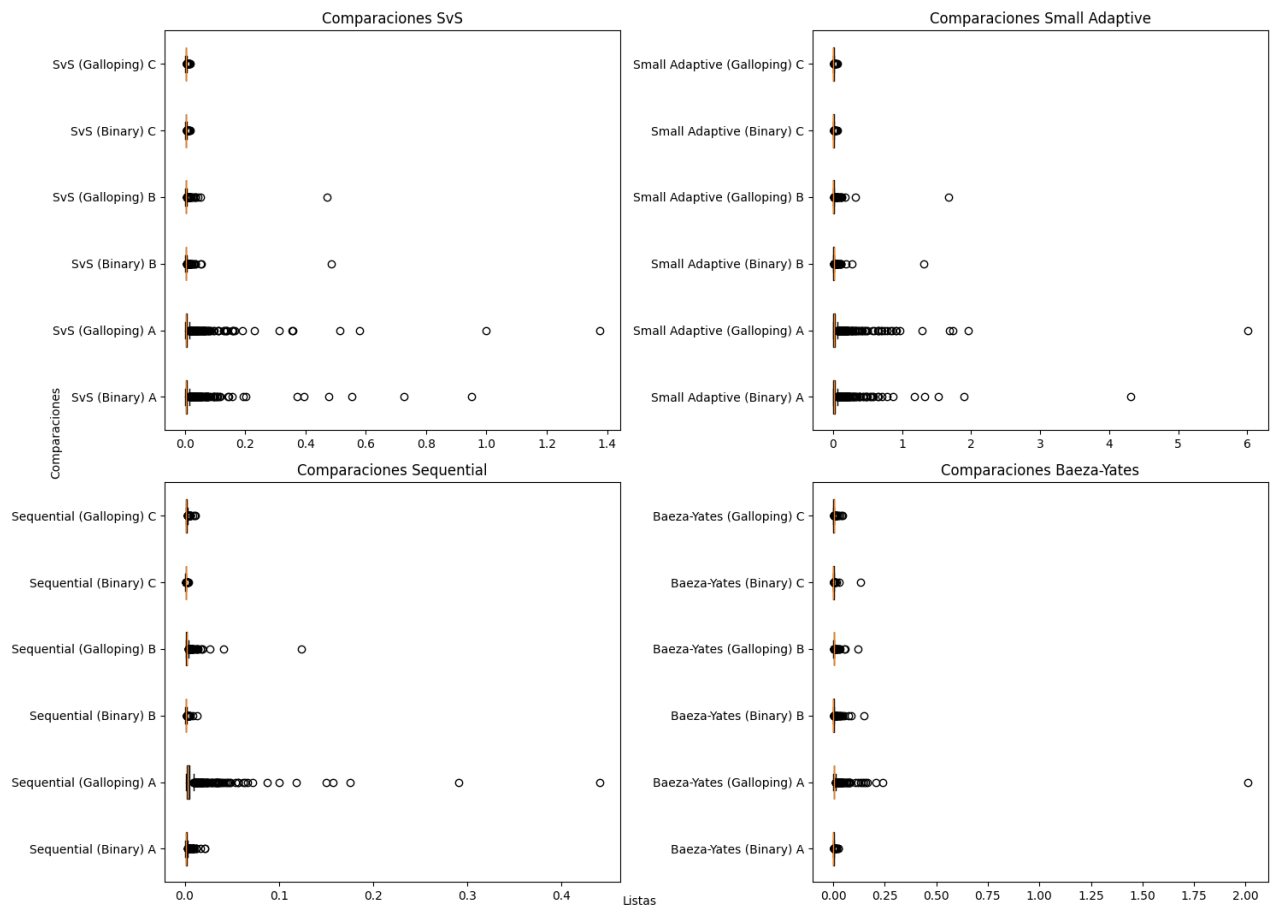 Comparaciones SvS
SvS (Galloping) C
SvS (Binary) C
SvS (Galloping) B
SvS (Binary) B
SvS (Galloping) A
SvS (Binary) A
0.0 0.2 0.4 0.6 0.8 1.0 1.2 1.4
Comparaciones Small Adaptive
Small Adaptive (Galloping) C
Small Adaptive (Binary) C
Small Adaptive (Galloping) B
Small Adaptive (Binary) B
Small Adaptive (Galloping) A
Small Adaptive (Binary) A
0 1 2 3 4 5 6
Comparaciones
Comparaciones Sequential
Sequential (Galloping) C
Sequential (Binary) C
Sequential (Galloping) B
Sequential (Binary) B
Sequential (Galloping) A
Sequential (Binary) A
0.0 0.1 0.2 0.3 0.4
Comparaciones Baeza-Yates
Baeza-Yates (Galloping) C
Baeza-Yates (Binary) C
Baeza-Yates (Galloping) B
Baeza-Yates (Binary) B
Baeza-Yates (Galloping) A
Baeza-Yates (Binary) A
0.00 0.25 0.50 0.75 1.00 1.25 1.50 1.75 2.00
Listas